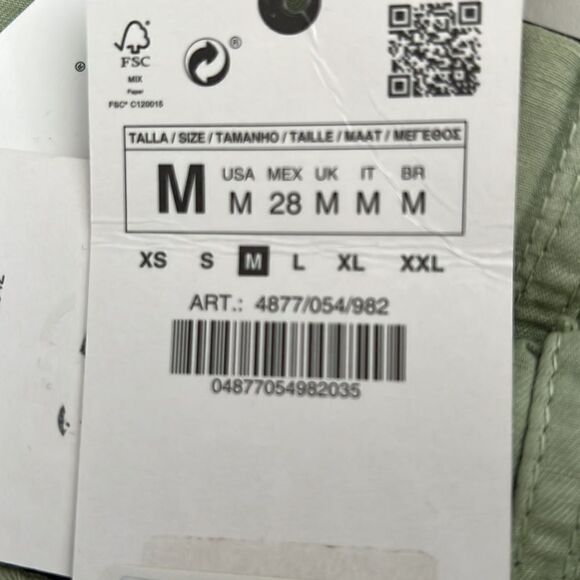 FSC
MIX
Paper
FSC® C120015
®
TALLA / SIZE / TAMANHO / TAILLE / MAAT / ΜΕΓΕΘΟΣ
M
USA MEX UK IT BR
M 28 M M M
XS S M L XL XXL
ART.: 4877/054/982
04877054982035